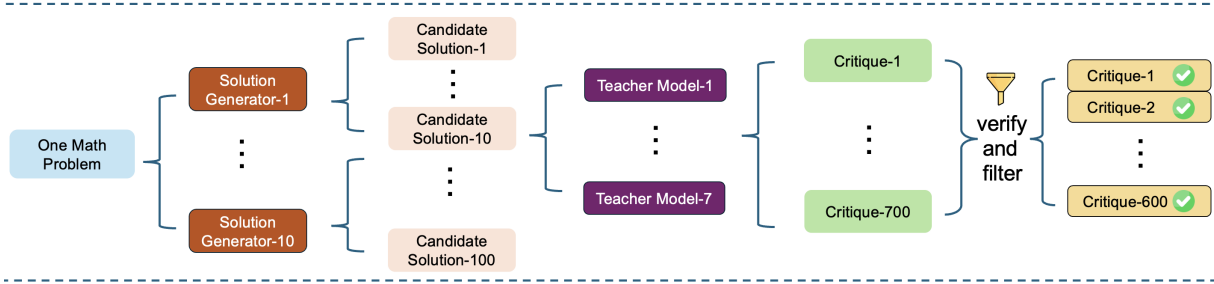 One Math
Problem
Solution
Generator-1
Solution
Generator-10
Candidate
Solution-1
Candidate
Solution-10
Candidate
Solution-100
Teacher Model-1
Teacher Model-7
Critique-1
Critique-700
verify
and
filter
Critique-1
Critique-2
Critique-600